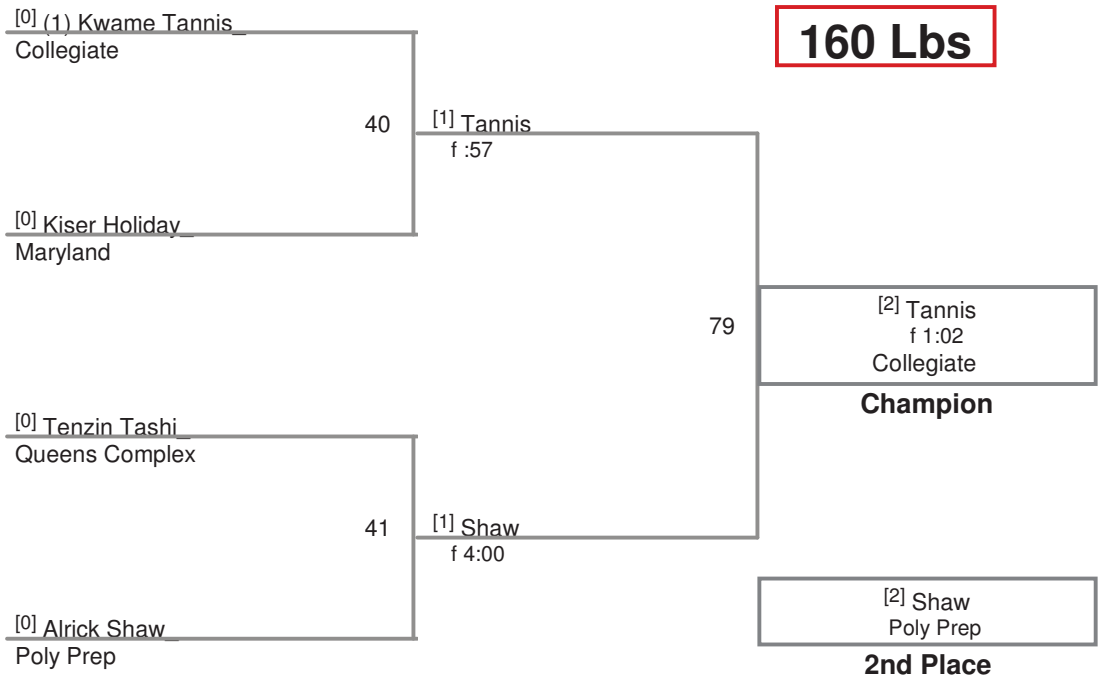 [0] (1) Kwame Tannis_
Collegiate
160 Lbs
40
[1] Tannis
f :57
[0] Kiser Holiday_
Maryland
79
[2] Tannis
f 1:02
Collegiate
Champion
[0] Tenzin Tashi_
Queens Complex
41
[1] Shaw
f 4:00
[0] Alrick Shaw_
Poly Prep
[2] Shaw
Poly Prep
2nd Place